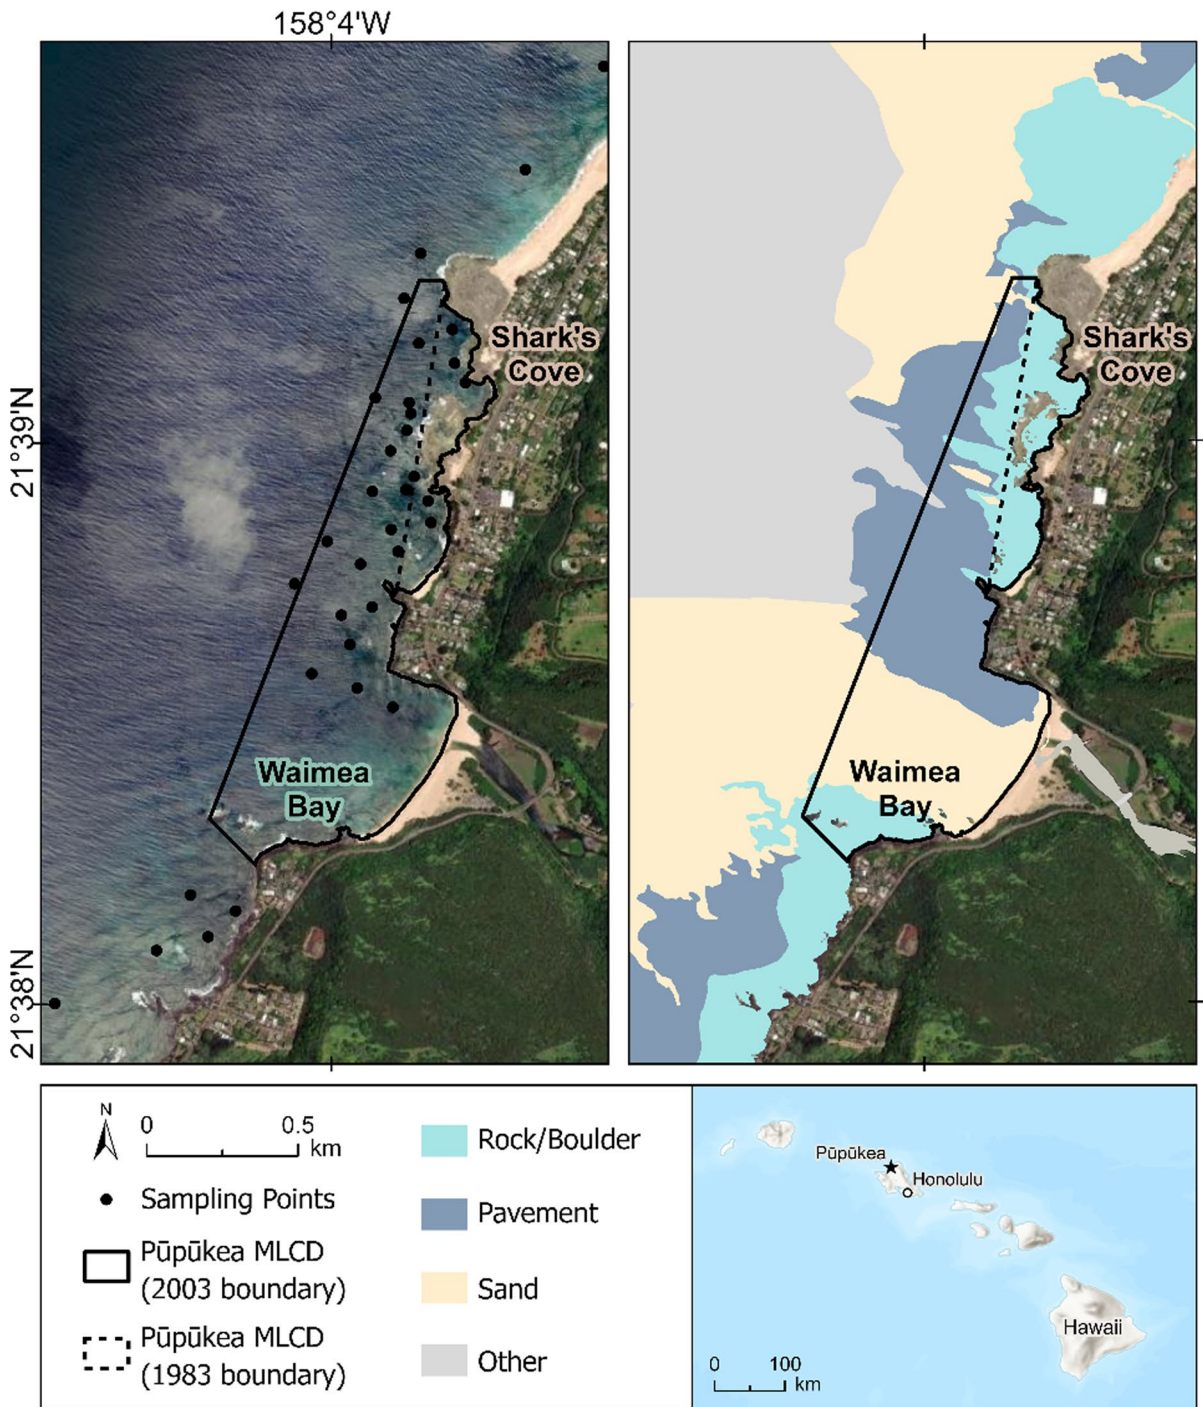 158°4'W
21°39'N
21°38'N
Shark's
Cove
Waimea
Bay
Shark's
Cove
Waimea
Bay
N
0 0.5
km
Sampling Points
Pūpūkea MLCD
(2003 boundary)
Pūpūkea MLCD
(1983 boundary)
Rock/Boulder
Pavement
Sand
Other
Pūpūkea
Honolulu
Hawaii
0 100
km